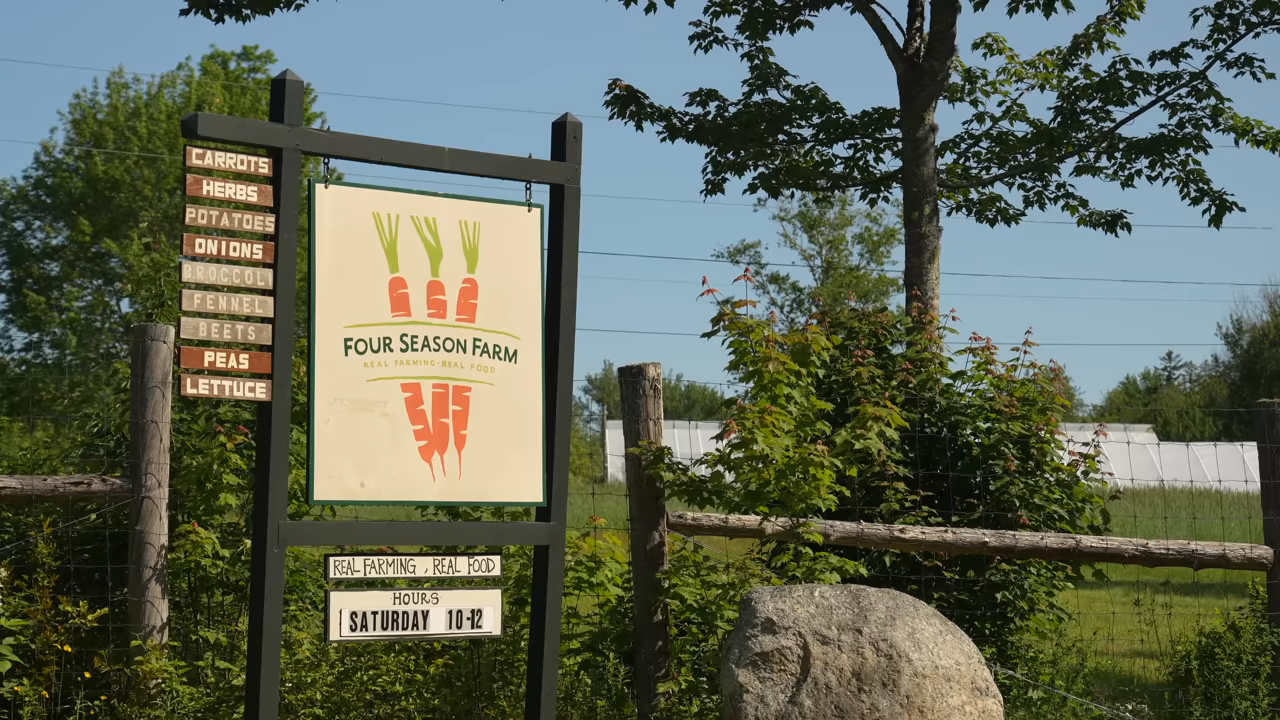 CARROTS
HERBS
POTATOES
ONIONS
BROCCOLI
FENNEL
BEETS
PEAS
LETTUCE
FOUR SEASON FARM
REAL FARMING · REAL FOOD
REAL FARMING . REAL FOOD
HOURS
SATURDAY 10-12